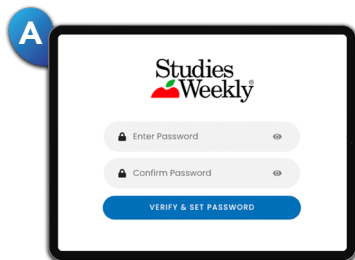 A
Studies
Weekly®
Enter Password
Confirm Password
VERIFY & SET PASSWORD